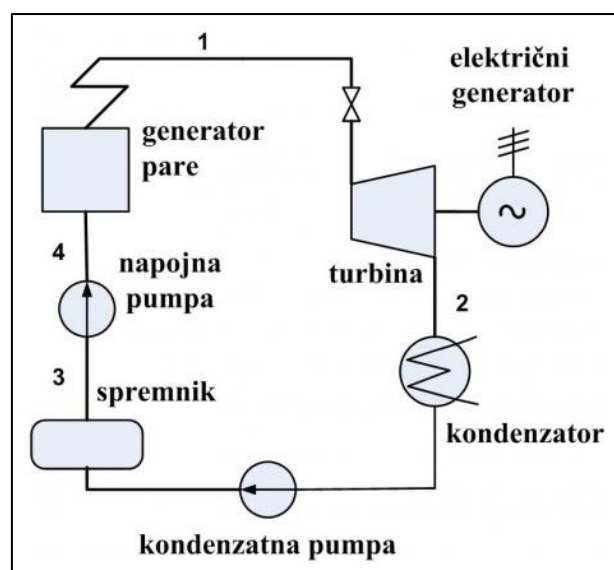 1
električni
generator
generator
pare
4
napojna
pumpa
turbina
2
3
spremnik
kondenzator
kondenzatna pumpa